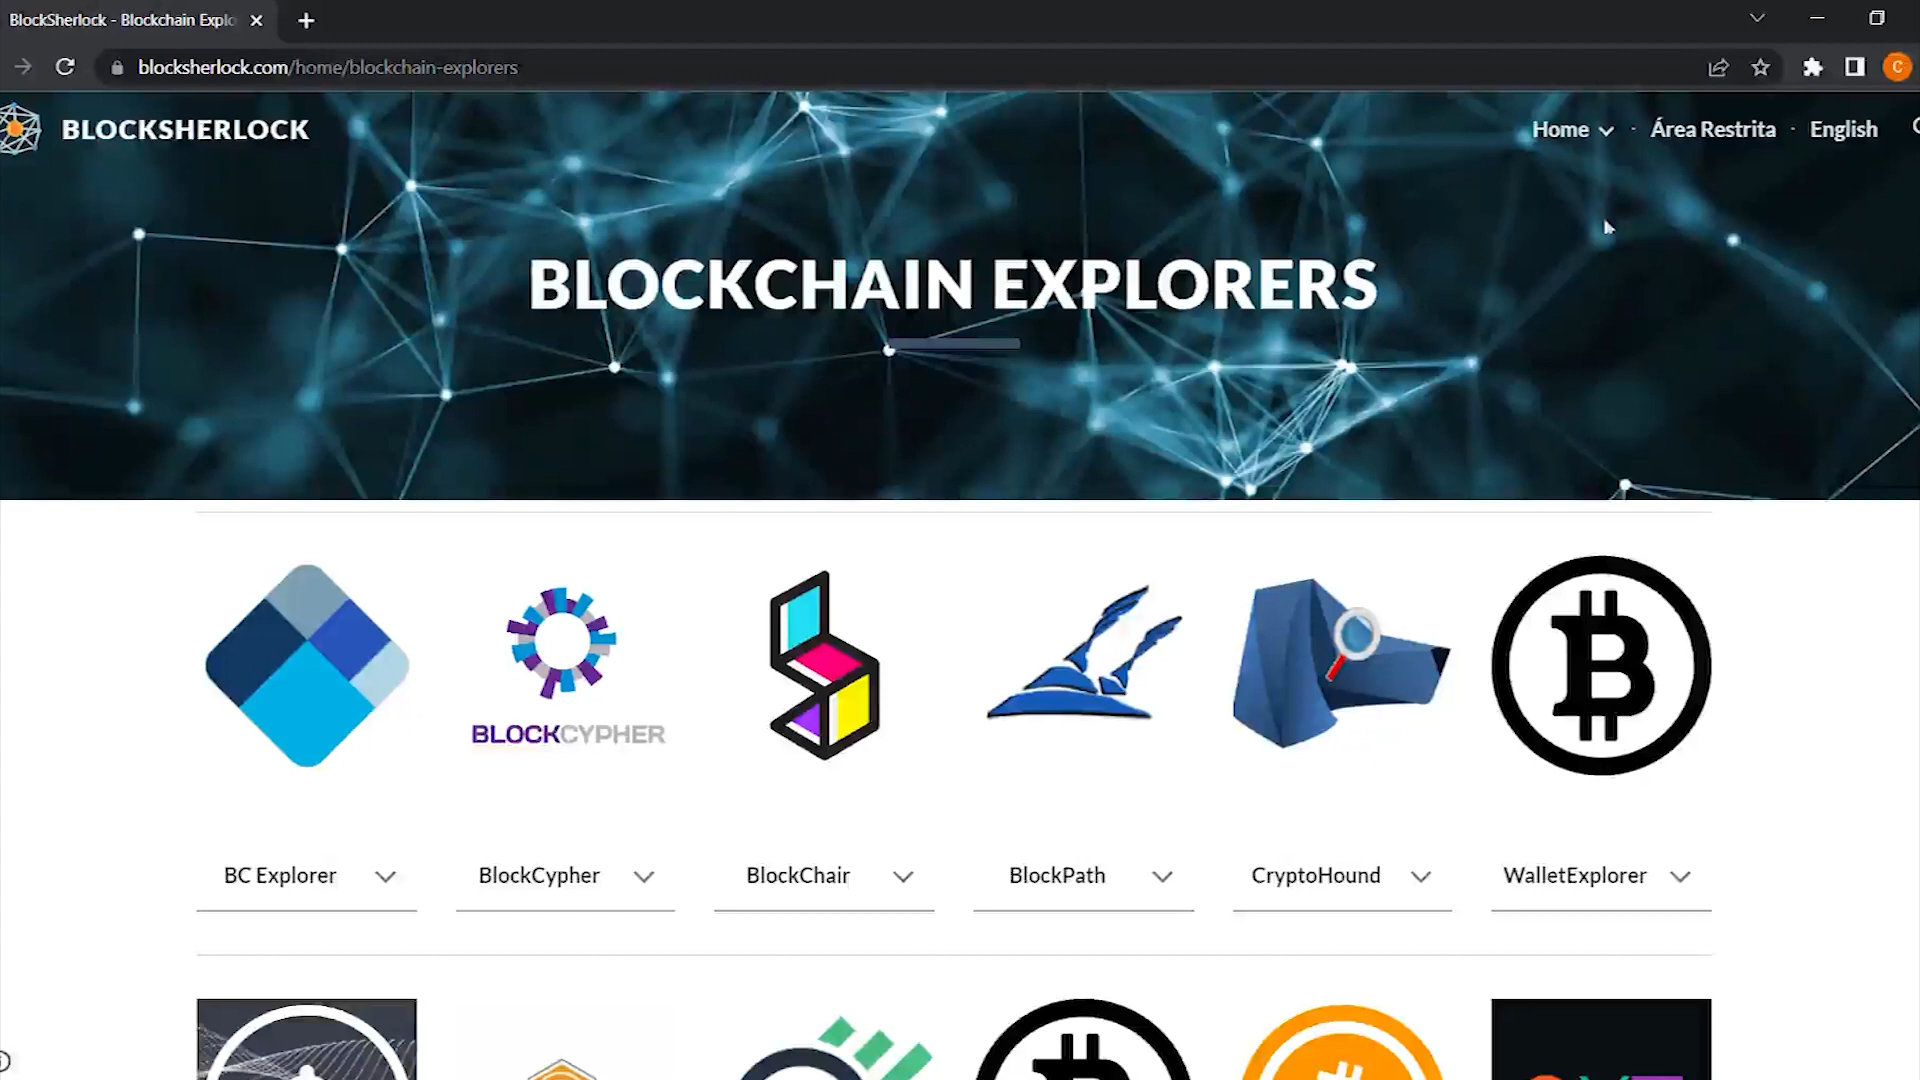 BlockSherlock - Blockchain Explo
blocksherlock.com/home/blockchain-explorers
C
BLOCKSHERLOCK
Home · Área Restrita · English
BLOCKCHAIN EXPLORERS
BLOCKCYPHER
BC Explorer
BlockCypher
BlockChair
BlockPath
CryptoHound
WalletExplorer